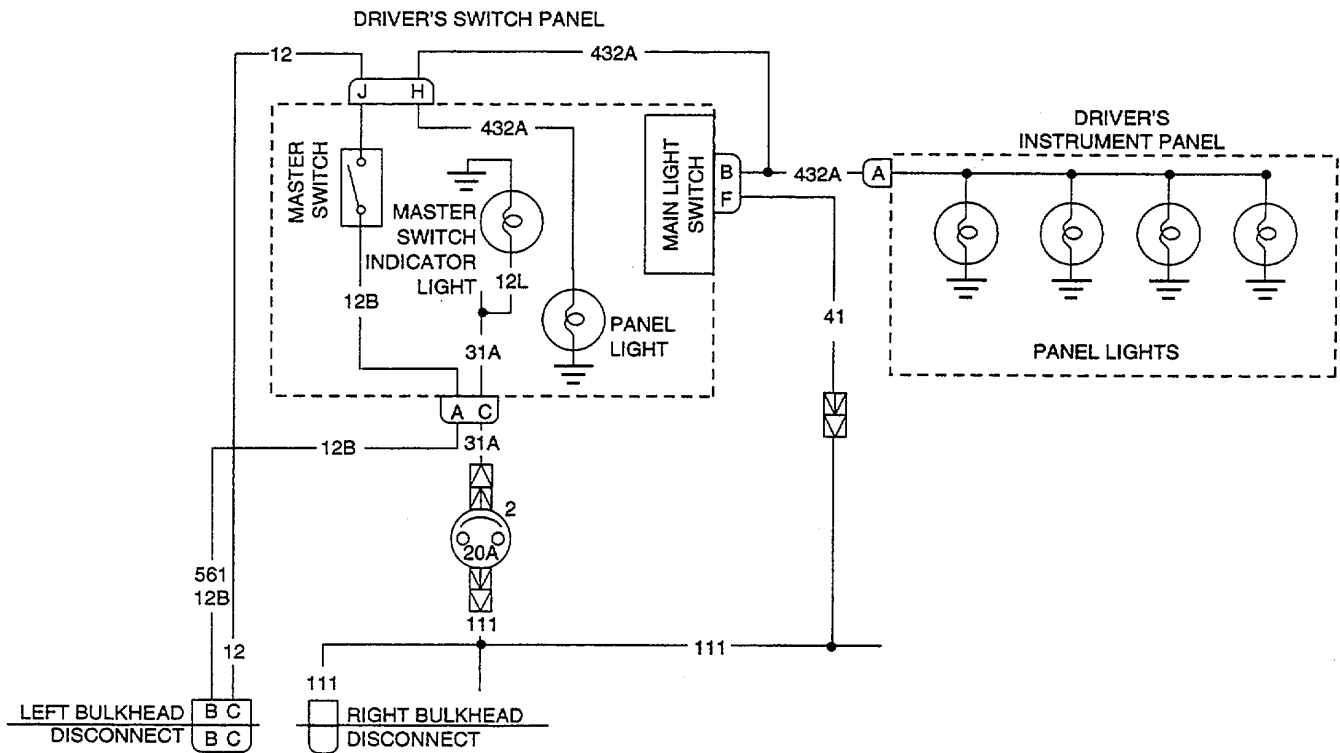 DRIVER'S SWITCH PANEL
12
432A
J H
432A
DRIVER'S
INSTRUMENT PANEL
MASTER
SWITCH
MAIN LIGHT
SWITCH
B
F
432A
A
MASTER
SWITCH
INDICATOR
LIGHT
12L
12B
41
PANEL
LIGHT
31A
PANEL LIGHTS
A C
12B
31A
2
20A
561
12B
111
111
12
111
LEFT BULKHEAD
B C
RIGHT BULKHEAD
DISCONNECT
B C
DISCONNECT